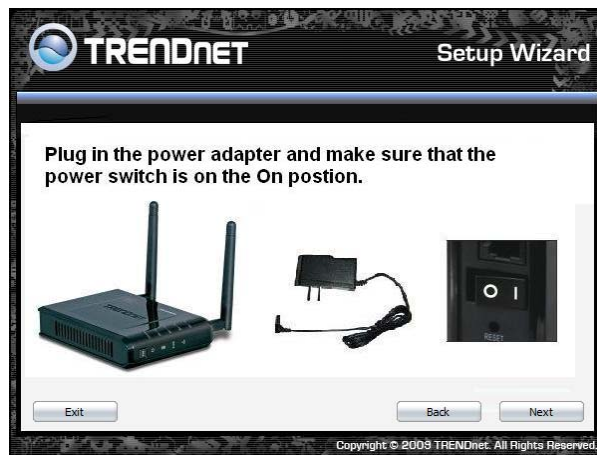 TRENDNET
Setup Wizard
Plug in the power adapter and make sure that the
power switch is on the On postion.
TRENDNET
O I
RESET
Exit
Back
Next
Copyright © 2009 TRENDnet. All Rights Reserved.